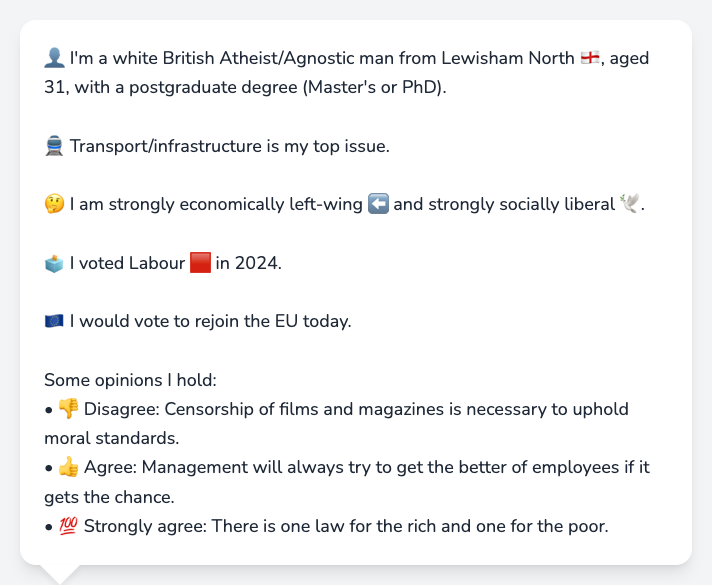 👤 I'm a white British Atheist/Agnostic man from Lewisham North 🏴󠁧󠁢󠁥󠁮󠁧󠁿, aged
31, with a postgraduate degree (Master's or PhD).
🚆 Transport/infrastructure is my top issue.
🤔 I am strongly economically left-wing ⬅️ and strongly socially liberal 🕊️.
🗳️ I voted Labour 🟥 in 2024.
🇪🇺 I would vote to rejoin the EU today.
Some opinions I hold:
• 👎 Disagree: Censorship of films and magazines is necessary to uphold
moral standards.
• 👍 Agree: Management will always try to get the better of employees if it
gets the chance.
• 💯 Strongly agree: There is one law for the rich and one for the poor.